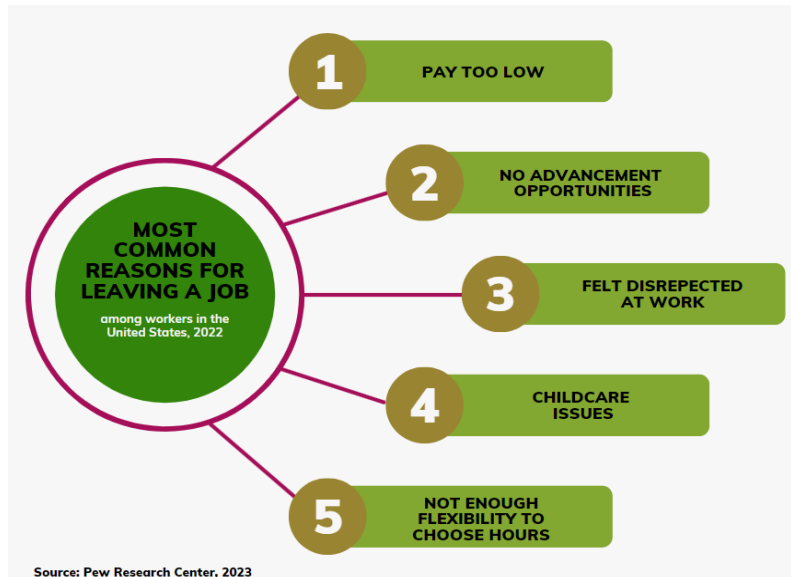 1
PAY TOO LOW
2
NO ADVANCEMENT
OPPORTUNITIES
MOST
COMMON
REASONS FOR
LEAVING A JOB
among workers in the
United States, 2022
3
FELT DISREPECTED
AT WORK
4
CHILDCARE
ISSUES
5
NOT ENOUGH
FLEXIBILITY TO
CHOOSE HOURS
Source: Pew Research Center, 2023